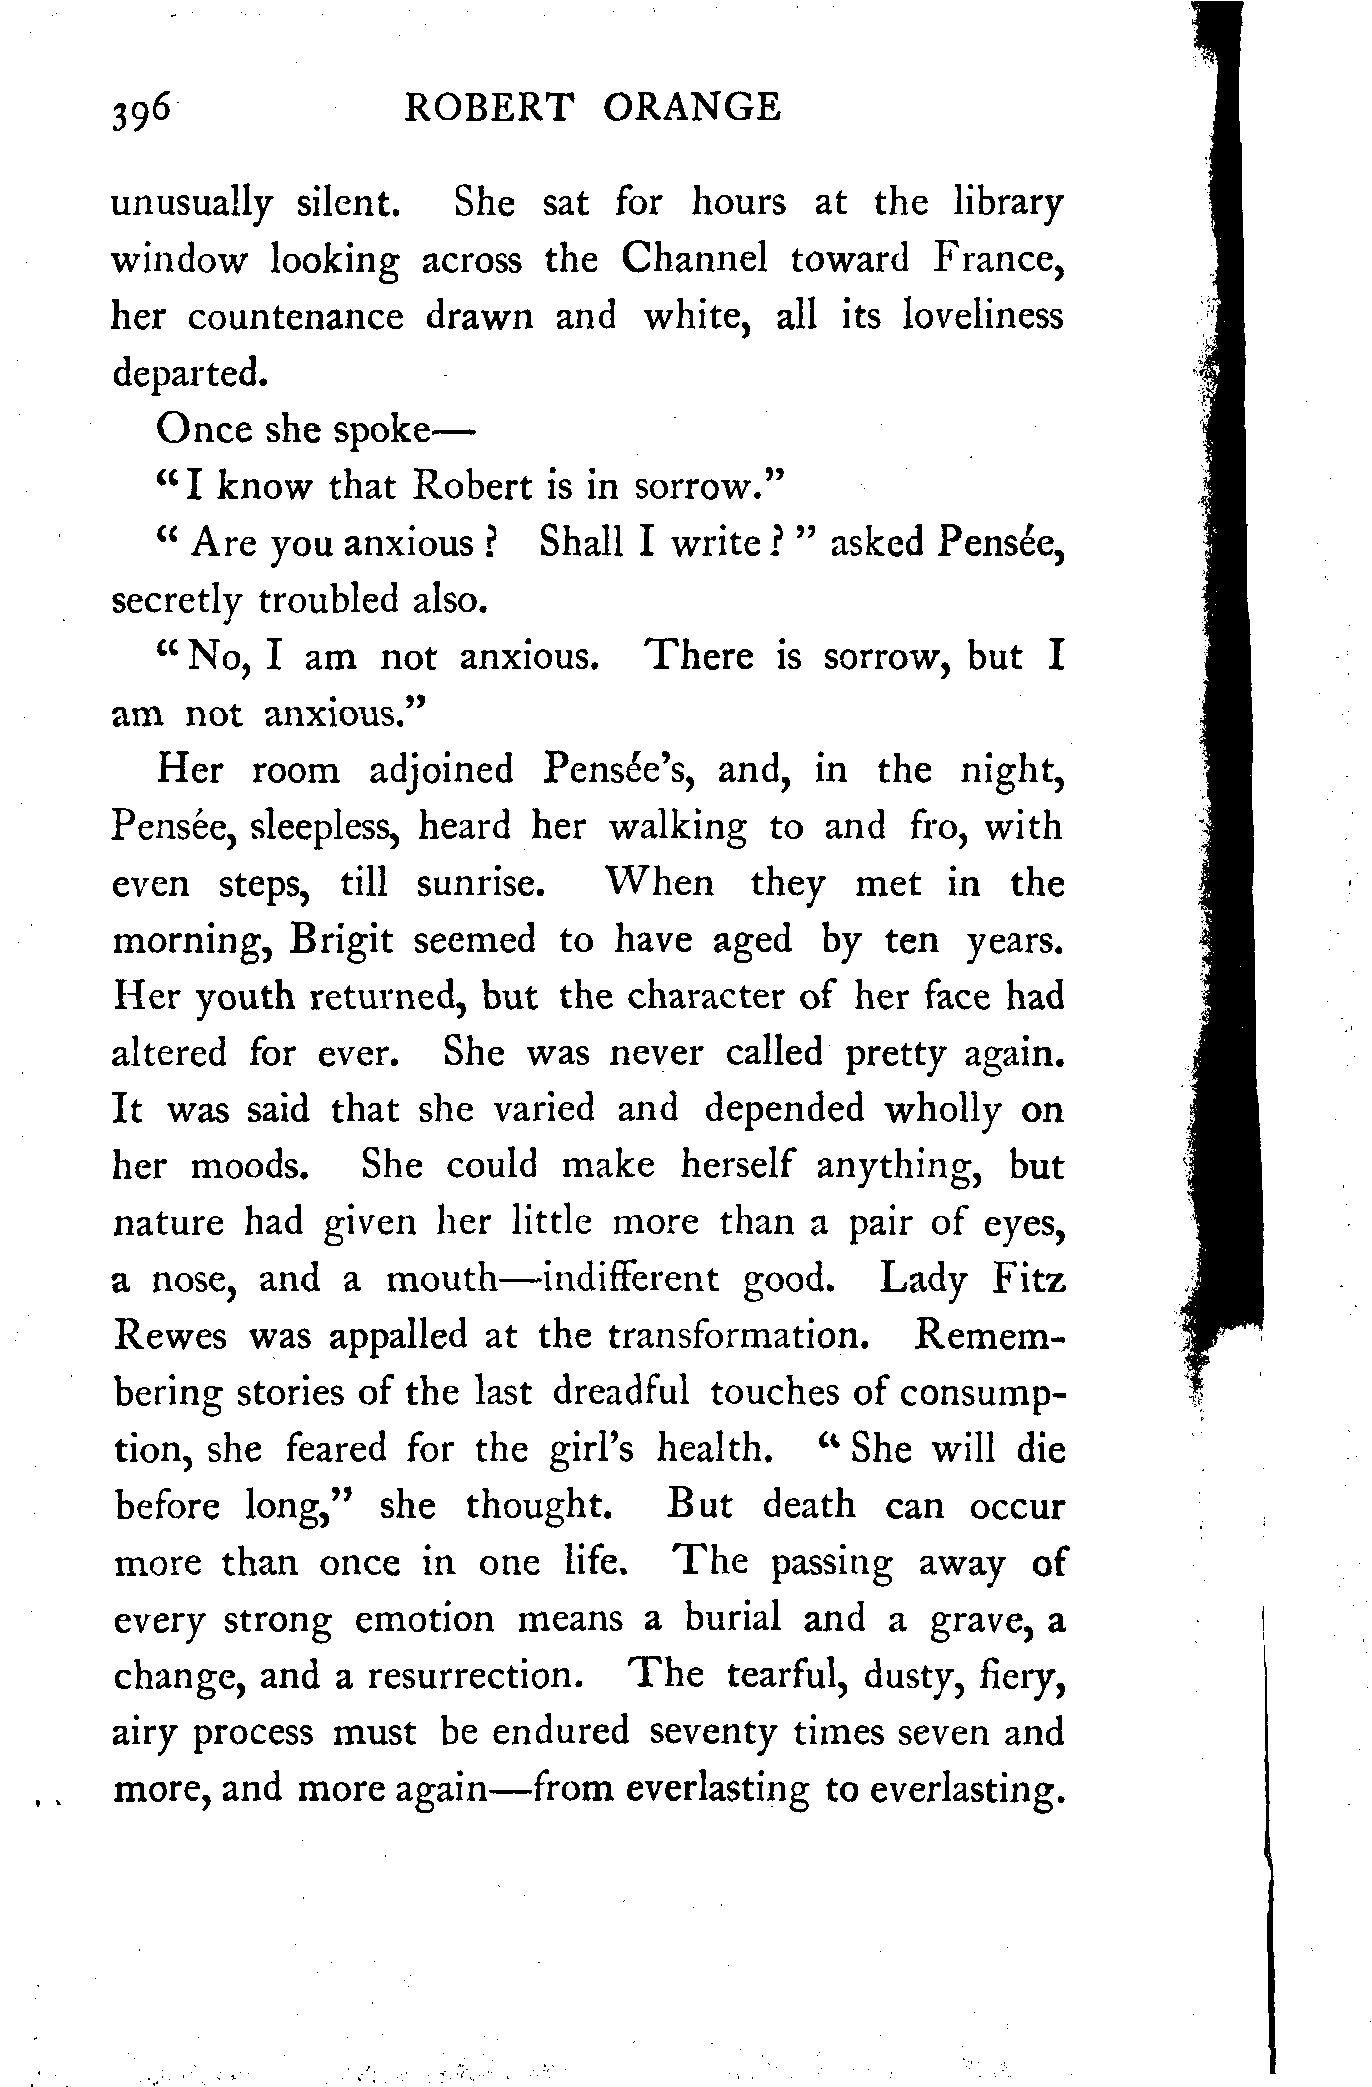 396 ROBERT ORANGE
unusually silent. She sat for hours at the library
window looking across the Channel toward France,
her countenance drawn and white, all its loveliness
departed.
Once she spoke—
“I know that Robert is in sorrow.”
“Are you anxious? Shall I write?” asked Pensée,
secretly troubled also.
“No, I am not anxious. There is sorrow, but I
am not anxious.”
Her room adjoined Pensée’s, and, in the night,
Pensée, sleepless, heard her walking to and fro, with
even steps, till sunrise. When they met in the
morning, Brigit seemed to have aged by ten years.
Her youth returned, but the character of her face had
altered for ever. She was never called pretty again.
It was said that she varied and depended wholly on
her moods. She could make herself anything, but
nature had given her little more than a pair of eyes,
a nose, and a mouth—indifferent good. Lady Fitz
Rewes was appalled at the transformation. Remem-
bering stories of the last dreadful touches of consump-
tion, she feared for the girl’s health. “She will die
before long,” she thought. But death can occur
more than once in one life. The passing away of
every strong emotion means a burial and a grave, a
change, and a resurrection. The tearful, dusty, fiery,
airy process must be endured seventy times seven and
more, and more again—from everlasting to everlasting.